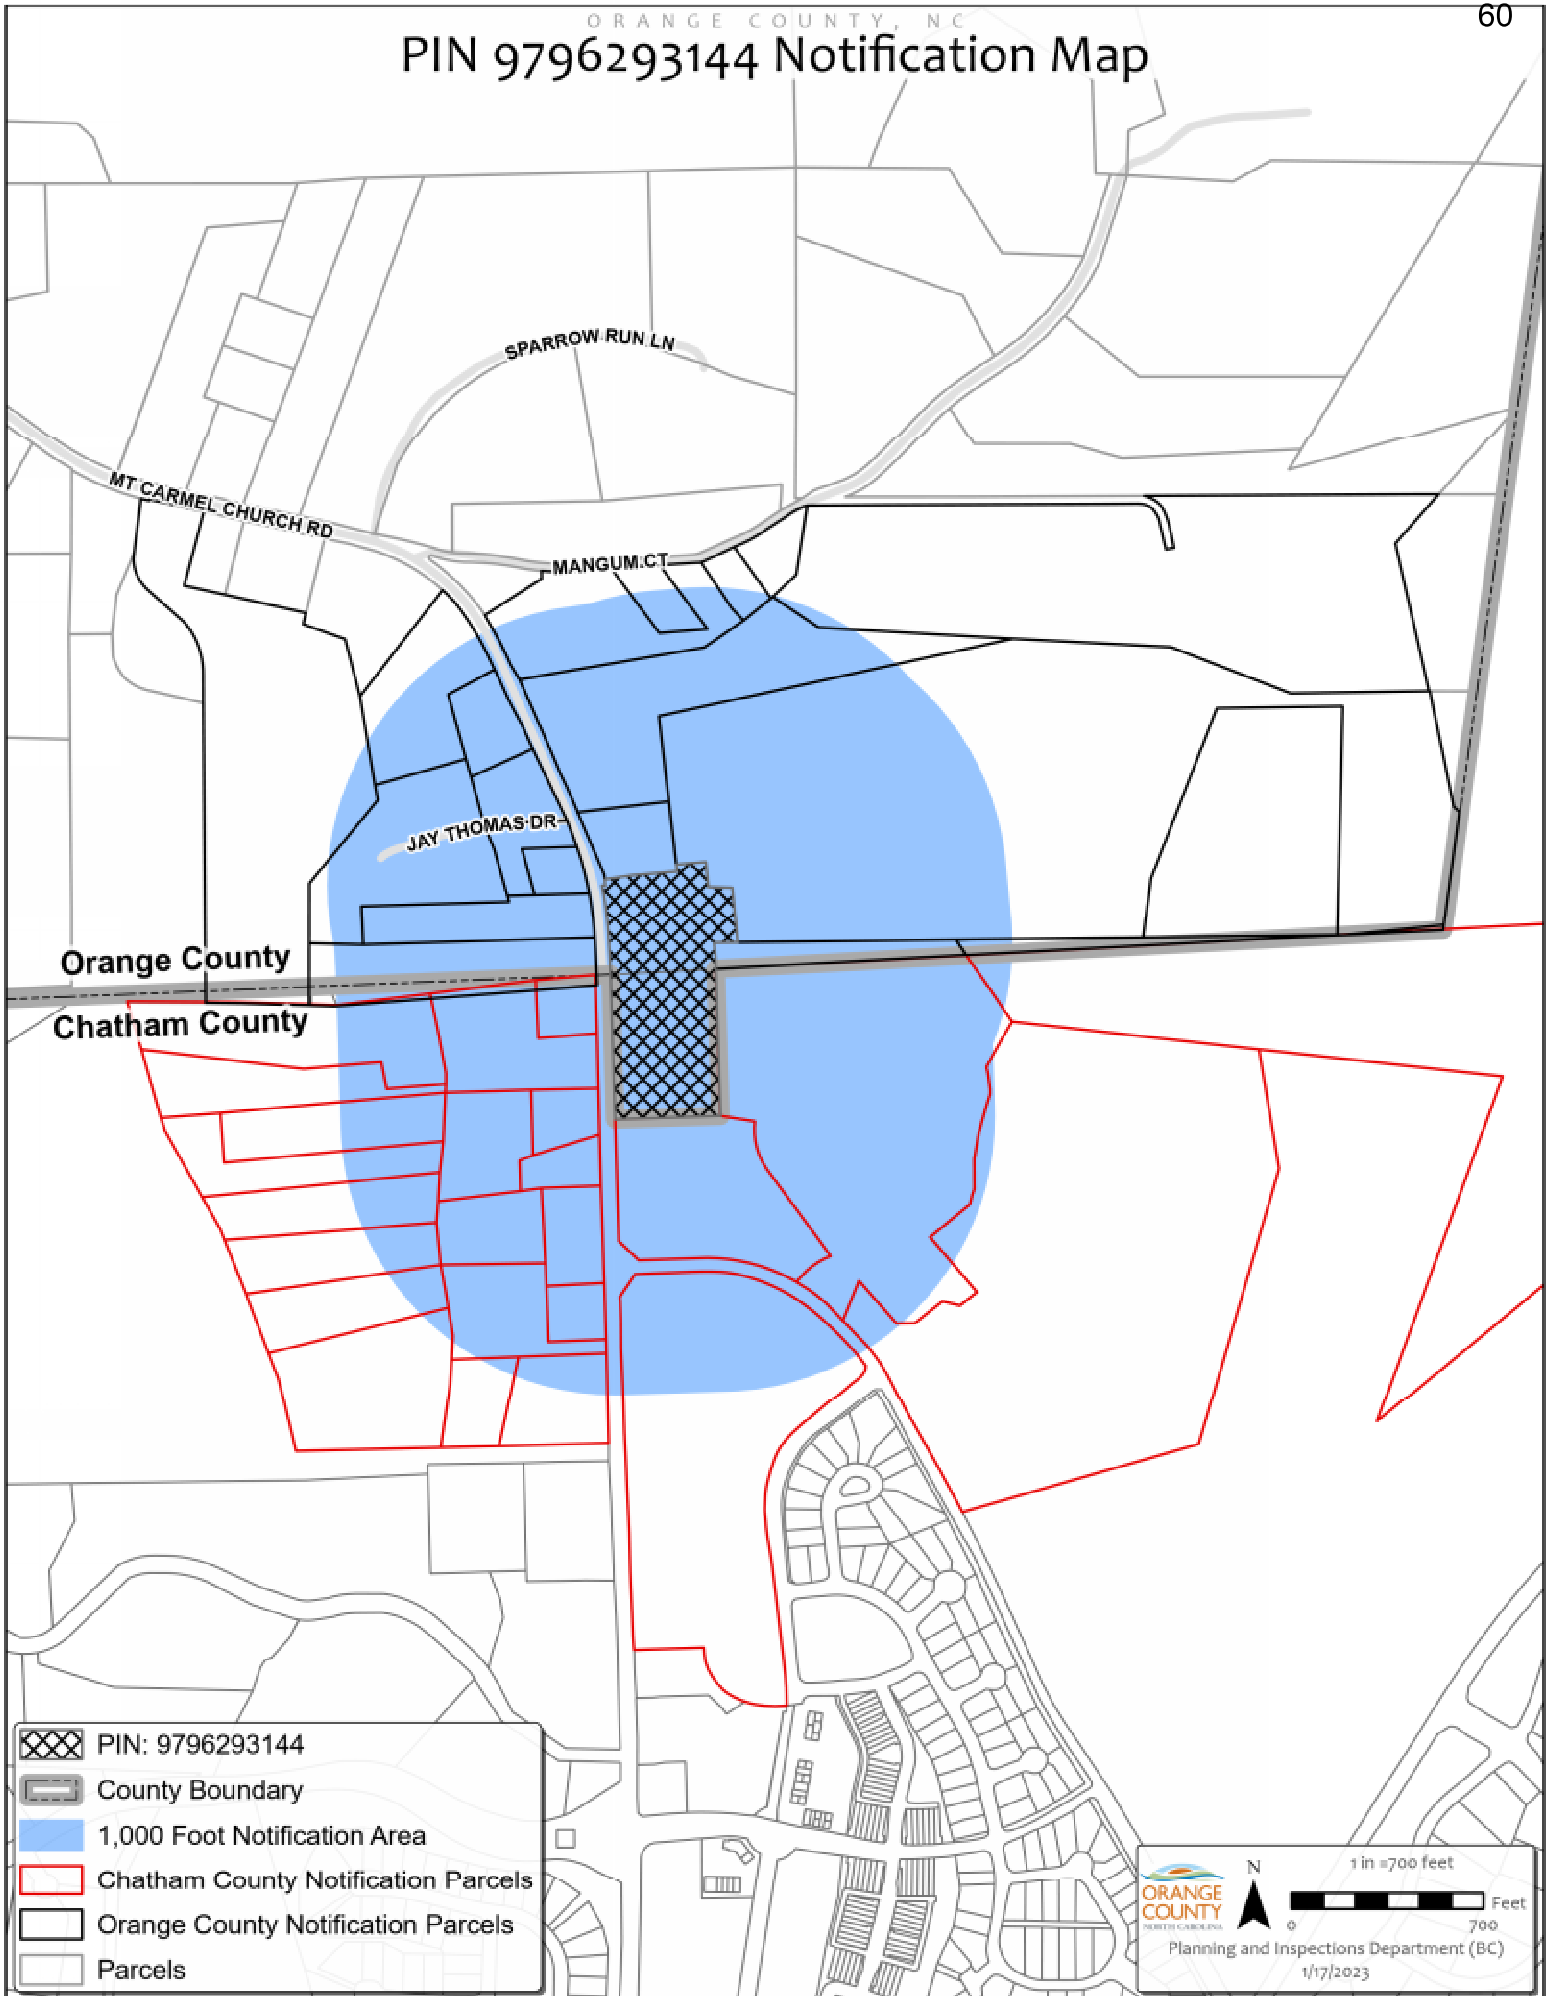 60
ORANGE COUNTY, NC
PIN 9796293144 Notification Map
SPARROW RUN LN
MT CARMEL CHURCH RD
MANGUM CT
JAY THOMAS DR
Orange County
Chatham County
PIN: 9796293144
County Boundary
1,000 Foot Notification Area
Chatham County Notification Parcels
Orange County Notification Parcels
Parcels
ORANGE
COUNTY
NORTH CAROLINA
N
1 in =700 feet
Feet
0 700
Planning and Inspections Department (BC)
1/17/2023